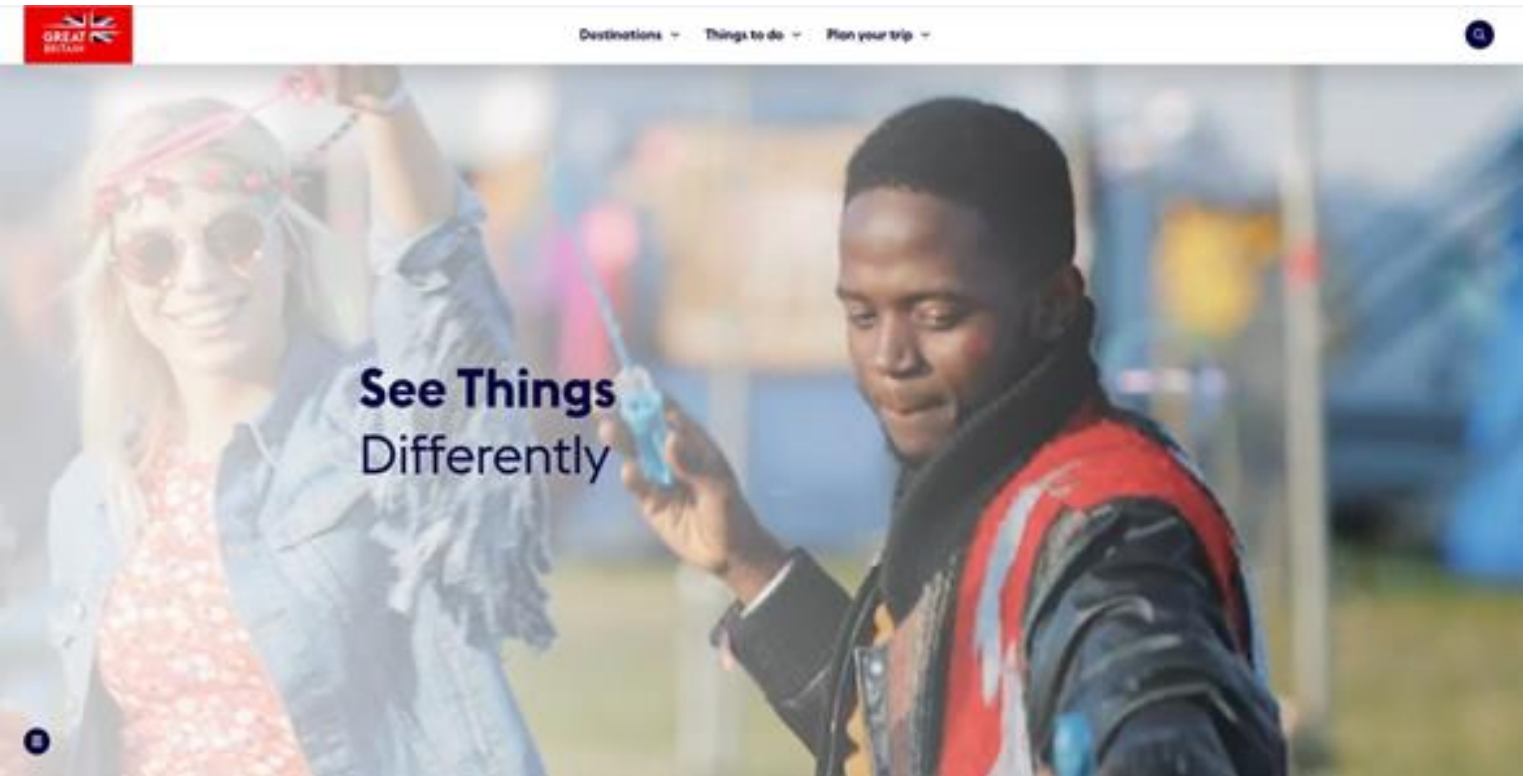 GREAT
BRITAIN
Destinations
Things to do
Plan your trip
See Things
Differently